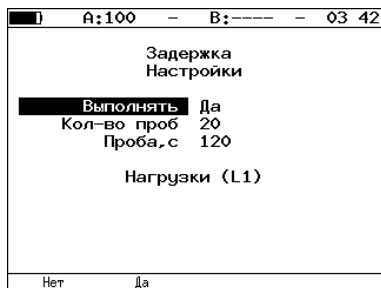 A:100 – B:---- – 03 42
Задержка
Настройки
Выполнять Да
Кол-во проб 20
Проба,с 120
Нагрузки (L1)
Нет Да